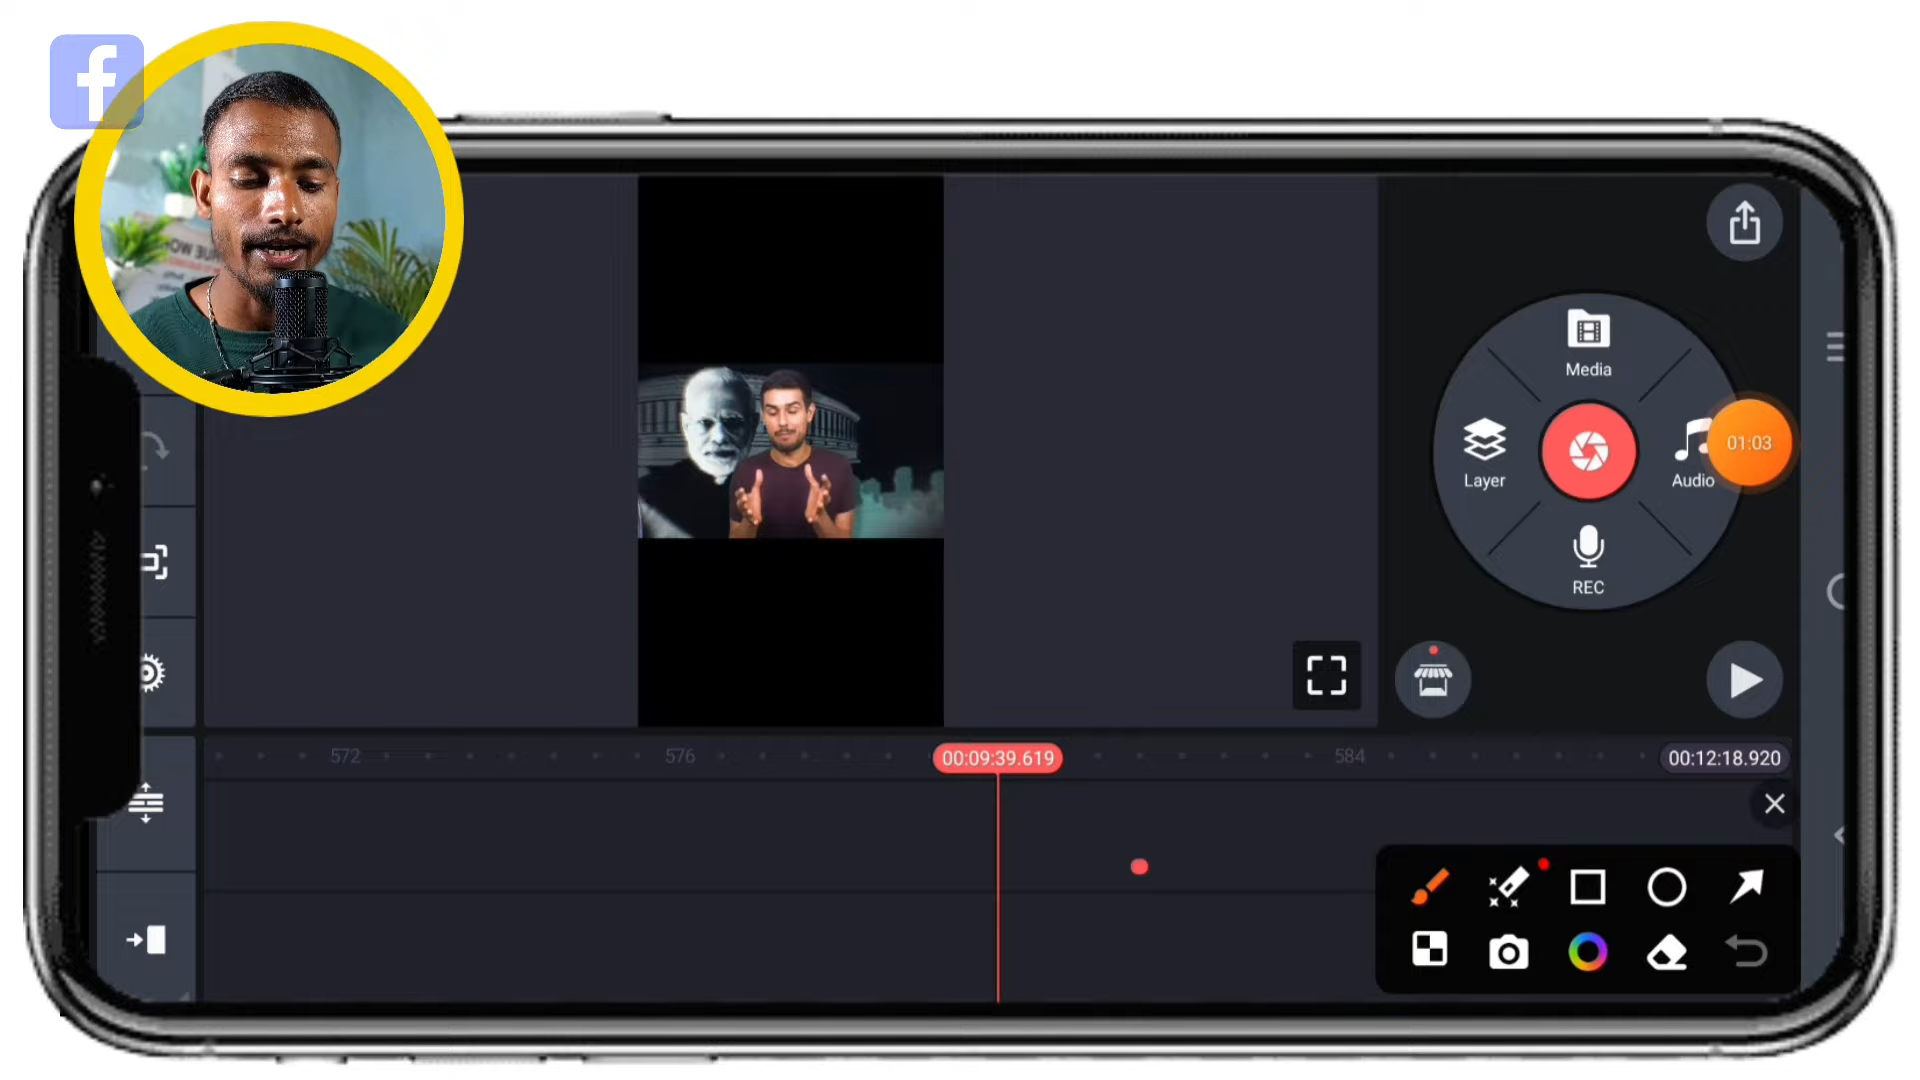 f
Media
Layer
Audio
01:03
REC
572
576
00:09:39.619
584
00:12:18.920